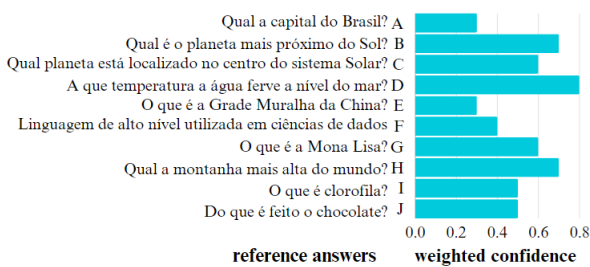 Qual a capital do Brasil? A
Qual é o planeta mais próximo do Sol? B
Qual planeta está localizado no centro do sistema Solar? C
A que temperatura a água ferve a nível do mar? D
O que é a Grade Muralha da China? E
Linguagem de alto nível utilizada em ciências de dados F
O que é a Mona Lisa? G
Qual a montanha mais alta do mundo? H
O que é clorofila? I
Do que é feito o chocolate? J
0.0 0.2 0.4 0.6 0.8
reference answers weighted confidence